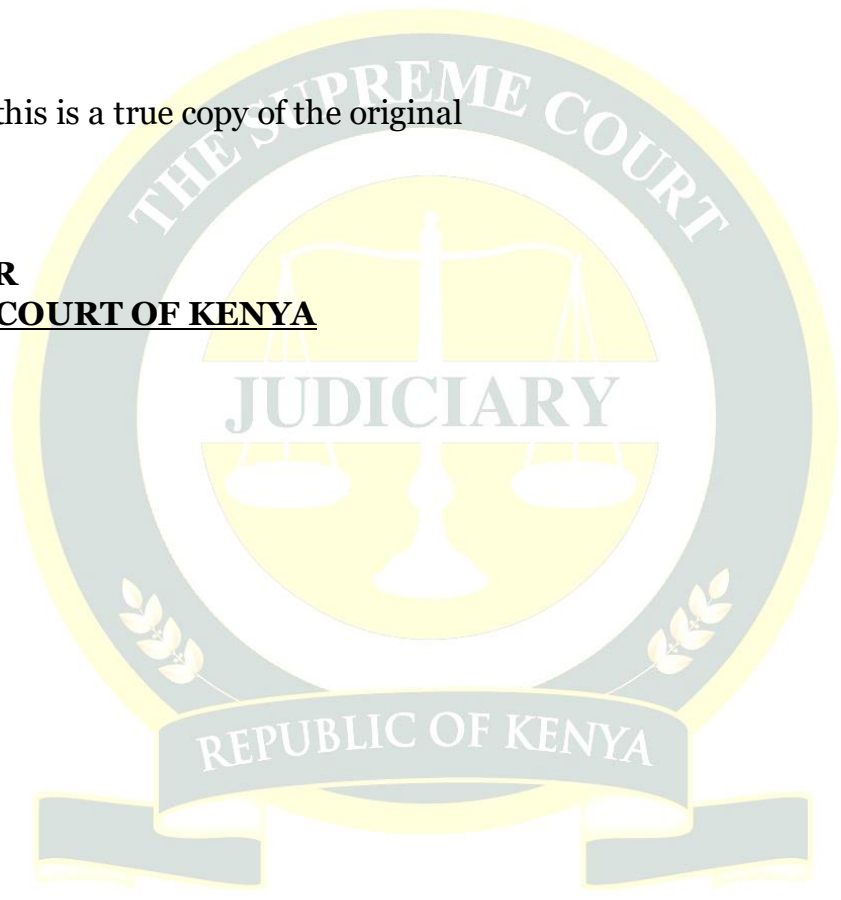 this is a true copy of the original
THE SUPREME COURT
R
COURT OF KENYA
JUDICIARY
REPUBLIC OF KENYA